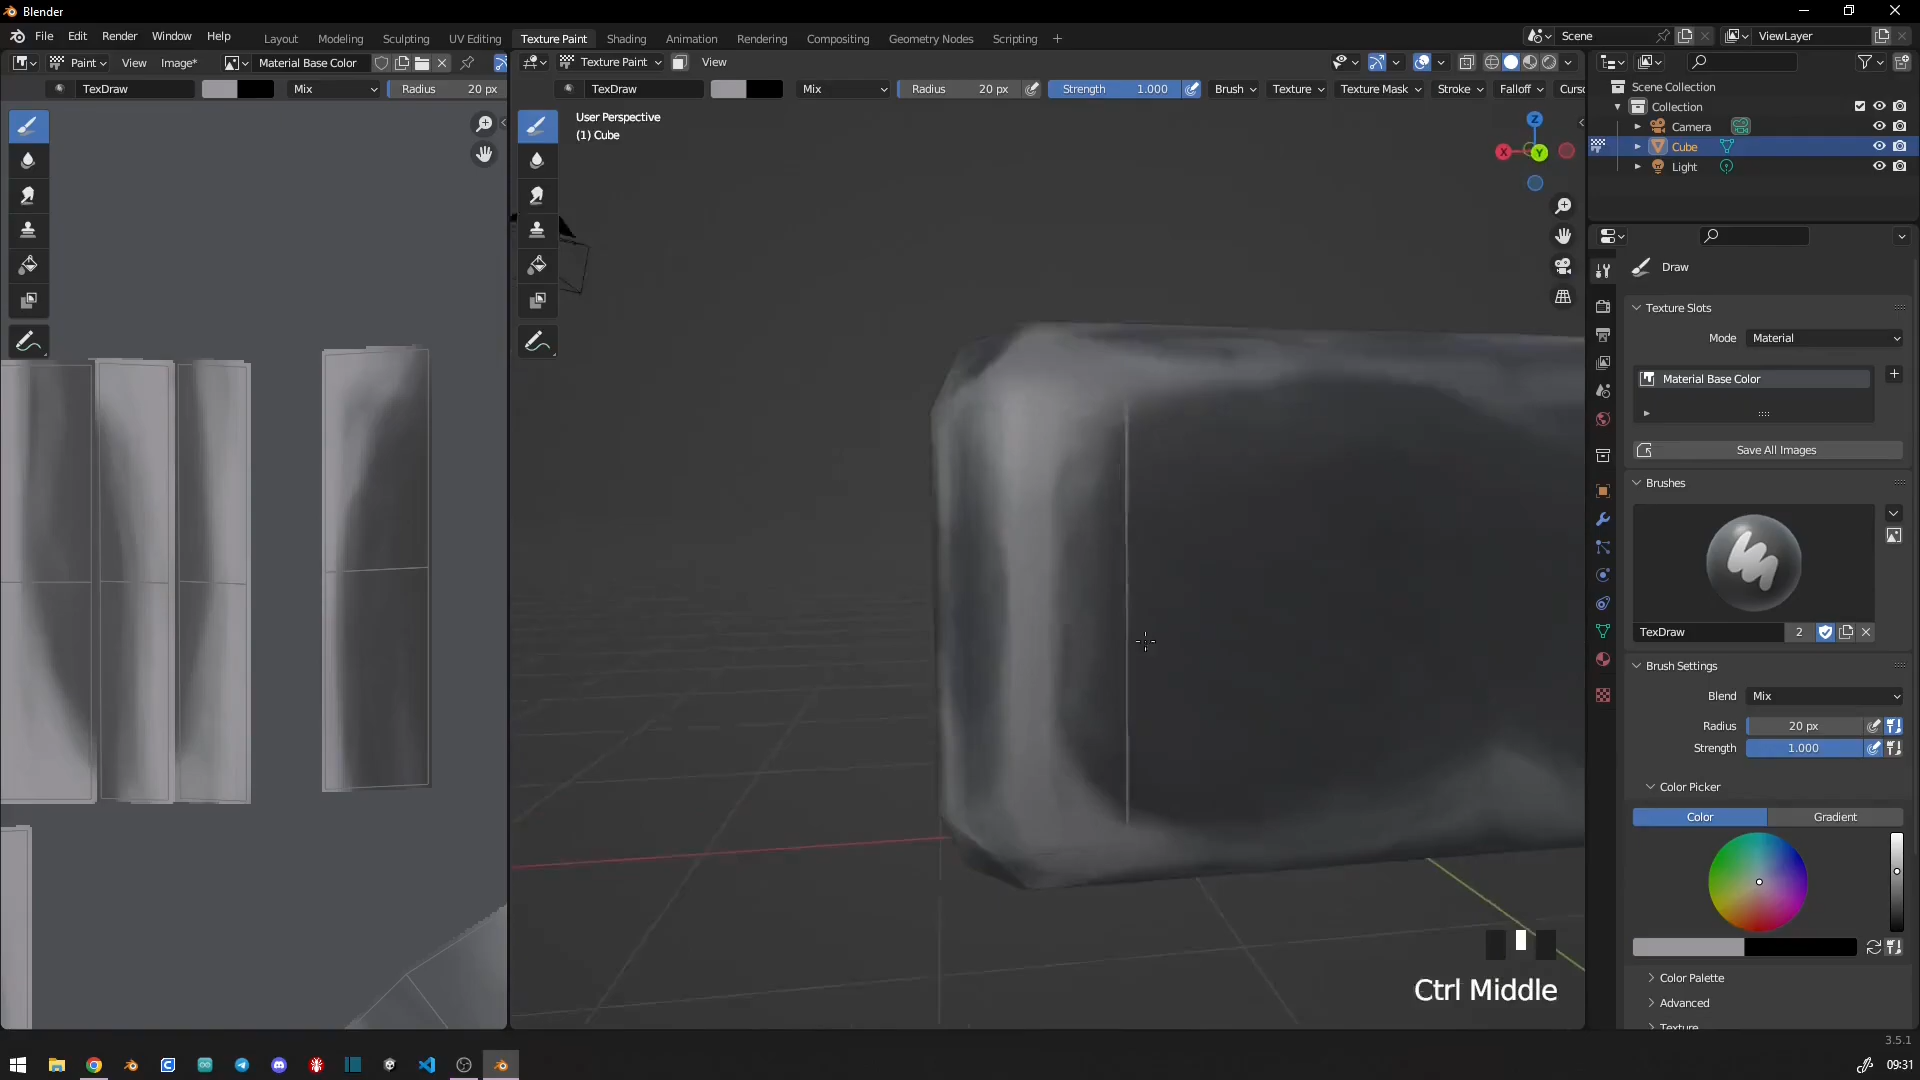 Blender
File Edit Render Window Help
Layout Modeling Sculpting UV Editing Texture Paint Shading Animation Rendering Compositing Geometry Nodes Scripting +
Scene
ViewLayer
Paint View Image* Material Base Color
Texture Paint View
TexDraw Mix Radius 20 px
TexDraw Mix Radius 20 px Strength 1.000 Brush Texture Texture Mask Stroke Falloff Curso
User Perspective
(1) Cube
Z
X
Y
Scene Collection
Collection
Camera
Cube
Light
Draw
Texture Slots
Mode Material
Material Base Color
Save All Images
Brushes
TexDraw 2
Brush Settings
Blend Mix
Radius 20 px
Strength 1.000
Color Picker
Color Gradient
Color Palette
Advanced
Texture
Ctrl Middle
3.5.1
09:31